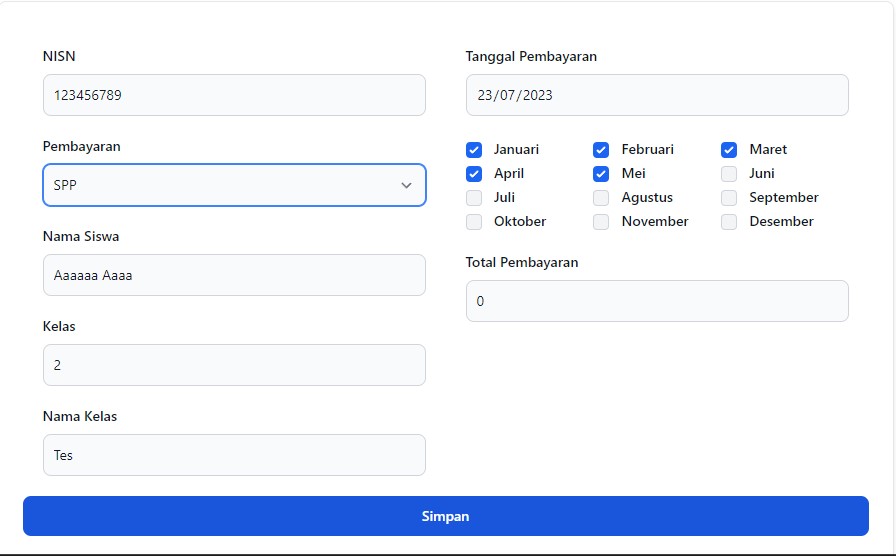 NISN
123456789
Pembayaran
SPP
Nama Siswa
Aaaaaa Aaaa
Kelas
2
Nama Kelas
Tes
Tanggal Pembayaran
23/07/2023
Januari Februari Maret
April Mei Juni
Juli Agustus September
Oktober November Desember
Total Pembayaran
0
Simpan